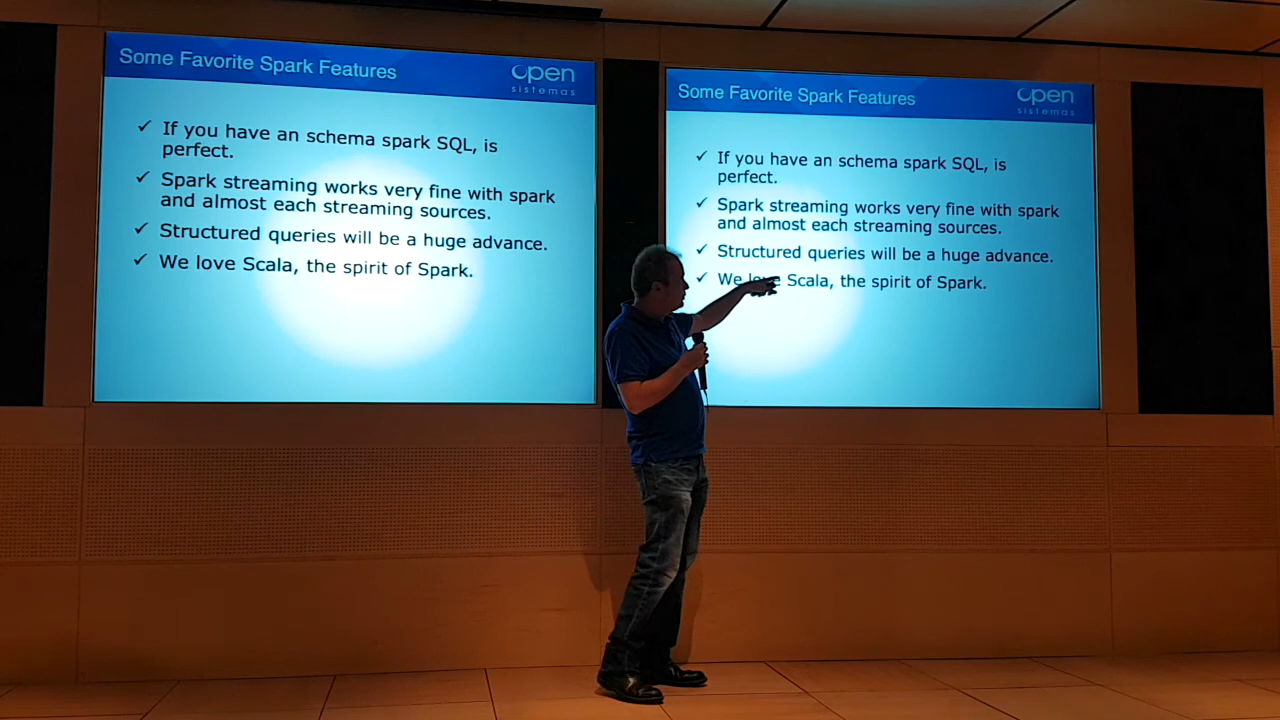 Some Favorite Spark Features
Open
sistemas
✓ If you have an schema spark SQL, is
perfect.
✓ Spark streaming works very fine with spark
and almost each streaming sources.
✓ Structured queries will be a huge advance.
✓ We love Scala, the spirit of Spark.
Some Favorite Spark Features
Open
sistemas
✓ If you have an schema spark SQL, is
perfect.
✓ Spark streaming works very fine with spark
and almost each streaming sources.
✓ Structured queries will be a huge advance.
✓ We love Scala, the spirit of Spark.